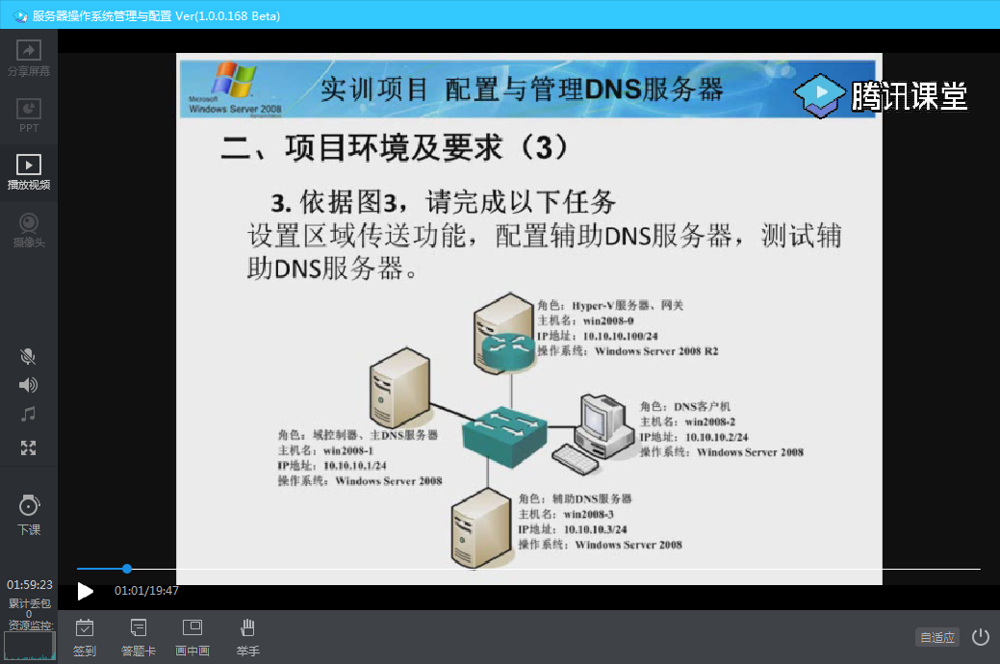 服务器操作系统管理与配置 Ver(1.0.0.168 Beta)
分享屏幕
PPT
播放视频
摄像头
下课
01:59:23
累计丢包
0
资源监控:
Microsoft
Windows Server 2008
实训项目 配置与管理DNS服务器
腾讯课堂
二、项目环境及要求（3）
3. 依据图3，请完成以下任务
设置区域传送功能，配置辅助DNS服务器，测试辅
助DNS服务器。
角色：Hyper-V服务器、网关
主机名：win2008-0
IP地址：10.10.10.100/24
操作系统：Windows Server 2008 R2
角色：域控制器、主DNS服务器
主机名：win2008-1
IP地址：10.10.10.1/24
操作系统：Windows Server 2008
角色：DNS客户机
主机名：win2008-2
IP地址：10.10.10.2/24
操作系统：Windows Server 2008
角色：辅助DNS服务器
主机名：win2008-3
IP地址：10.10.10.3/24
操作系统：Windows Server 2008
01:01/19:47
签到
答题卡
画中画
举手
自适应